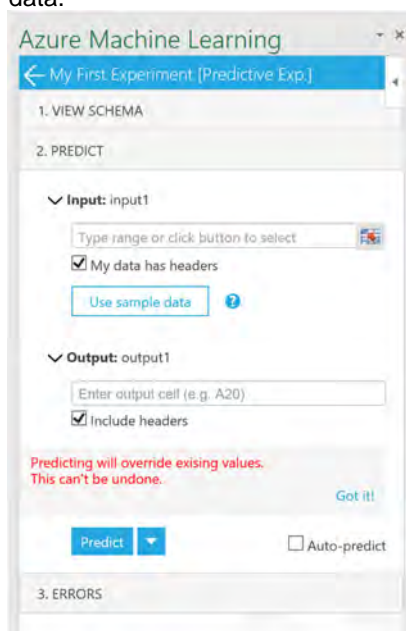 data.
Azure Machine Learning
My First Experiment [Predictive Exp.]
1. VIEW SCHEMA
2. PREDICT
Input: input1
Type range or click button to select
My data has headers
Use sample data
?
Output: output1
Enter output cell (e.g. A20)
Include headers
Predicting will override exising values.
This can't be undone.
Got it!
Predict
Auto-predict
3. ERRORS